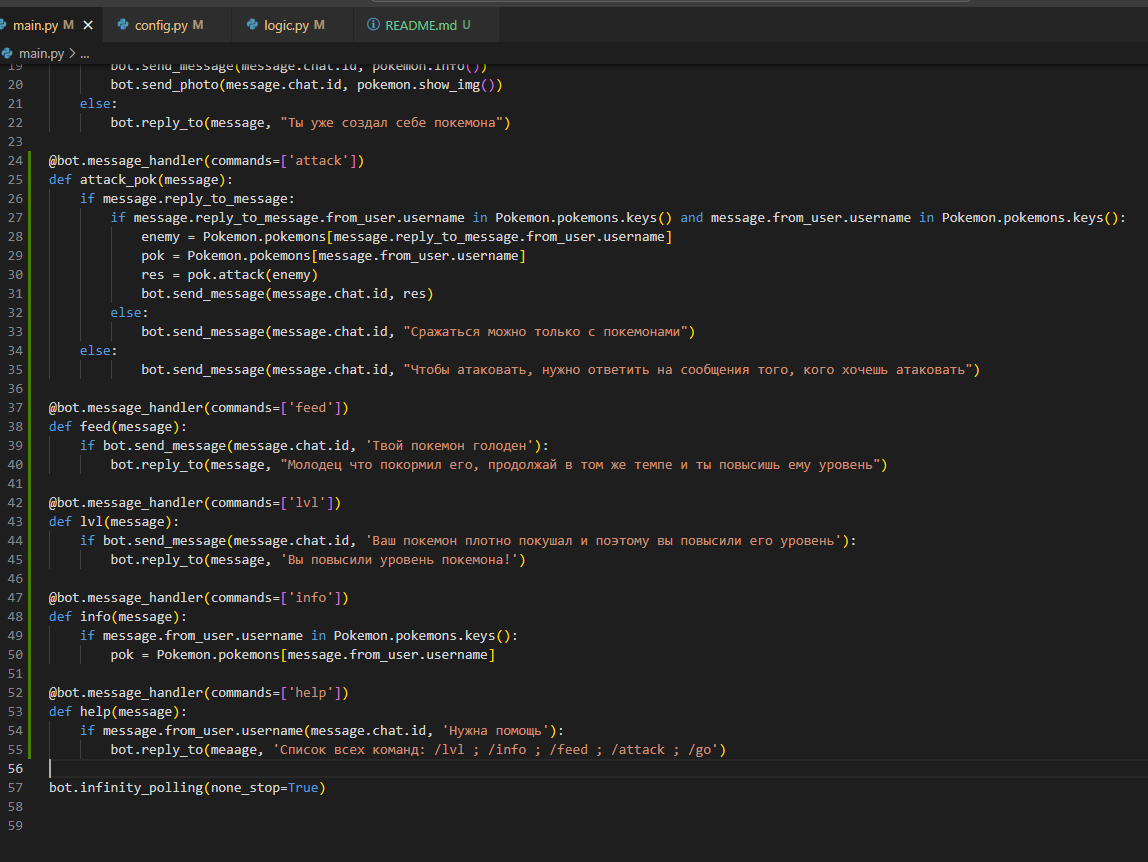 main.py M
config.py M
logic.py M
README.md U
main.py > ...
19 bot.send_message(message.chat.id, pokemon.info())
20 bot.send_photo(message.chat.id, pokemon.show_img())
21 else:
22 bot.reply_to(message, "Ты уже создал себе покемона")
23
24 @bot.message_handler(commands=['attack'])
25 def attack_pok(message):
26 if message.reply_to_message:
27 if message.reply_to_message.from_user.username in Pokemon.pokemons.keys() and message.from_user.username in Pokemon.pokemons.keys():
28 enemy = Pokemon.pokemons[message.reply_to_message.from_user.username]
29 pok = Pokemon.pokemons[message.from_user.username]
30 res = pok.attack(enemy)
31 bot.send_message(message.chat.id, res)
32 else:
33 bot.send_message(message.chat.id, "Сражаться можно только с покемонами")
34 else:
35 bot.send_message(message.chat.id, "Чтобы атаковать, нужно ответить на сообщения того, кого хочешь атаковать")
36
37 @bot.message_handler(commands=['feed'])
38 def feed(message):
39 if bot.send_message(message.chat.id, 'Твой покемон голоден'):
40 bot.reply_to(message, "Молодец что покормил его, продолжай в том же темпе и ты повысишь ему уровень")
41
42 @bot.message_handler(commands=['lvl'])
43 def lvl(message):
44 if bot.send_message(message.chat.id, 'Ваш покемон плотно покушал и поэтому вы повысили его уровень'):
45 bot.reply_to(message, 'Вы повысили уровень покемона!')
46
47 @bot.message_handler(commands=['info'])
48 def info(message):
49 if message.from_user.username in Pokemon.pokemons.keys():
50 pok = Pokemon.pokemons[message.from_user.username]
51
52 @bot.message_handler(commands=['help'])
53 def help(message):
54 if message.from_user.username(message.chat.id, 'Нужна помощь'):
55 bot.reply_to(meaage, 'Список всех команд: /lvl ; /info ; /feed ; /attack ; /go')
56
57 bot.infinity_polling(none_stop=True)
58
59